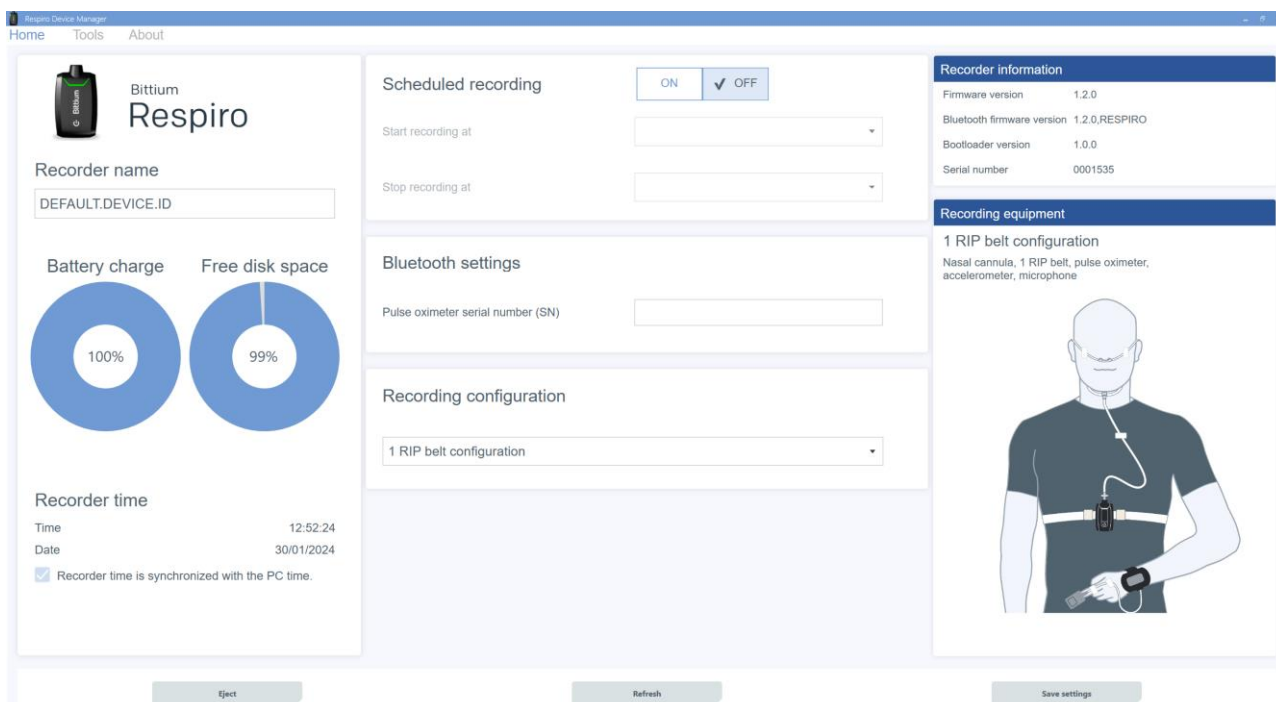 Respiro Device Manager
Home Tools About
Bittium
Bittium
Respiro
Recorder name
DEFAULT.DEVICE.ID
Battery charge Free disk space
100% 99%
Recorder time
Time 12:52:24
Date 30/01/2024
Recorder time is synchronized with the PC time.
Scheduled recording ON OFF
Start recording at
Stop recording at
Bluetooth settings
Pulse oximeter serial number (SN)
Recording configuration
1 RIP belt configuration
Recorder information
Firmware version 1.2.0
Bluetooth firmware version 1.2.0,RESPIRO
Bootloader version 1.0.0
Serial number 0001535
Recording equipment
1 RIP belt configuration
Nasal cannula, 1 RIP belt, pulse oximeter,
accelerometer, microphone
Eject Refresh Save settings